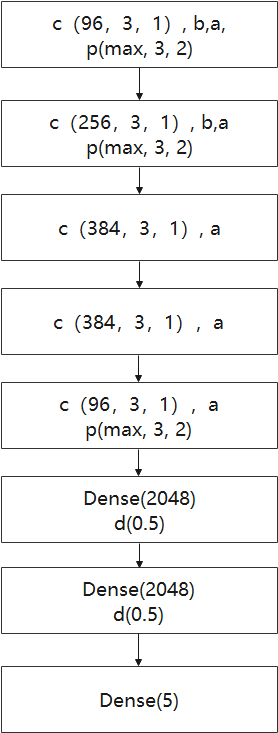 c（96，3，1）, b,a,
p(max, 3, 2)
c（256，3，1）, b,a
p(max, 3, 2)
c（384，3，1）, a
c（384，3，1），a
c（96，3，1），a
p(max, 3, 2)
Dense(2048)
d(0.5)
Dense(2048)
d(0.5)
Dense(5)